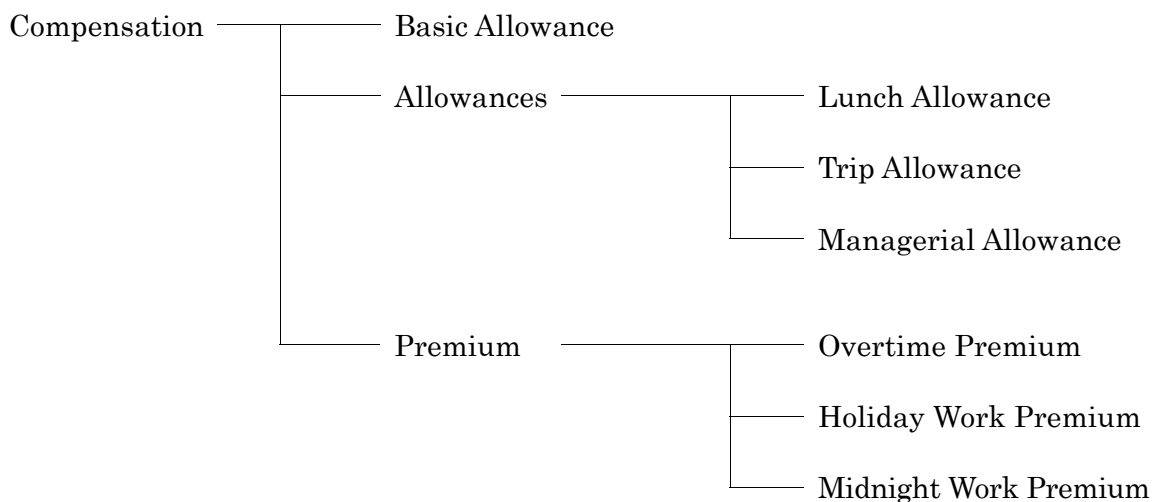 Compensation Basic Allowance
Allowances Lunch Allowance
Trip Allowance
Managerial Allowance
Premium Overtime Premium
Holiday Work Premium
Midnight Work Premium